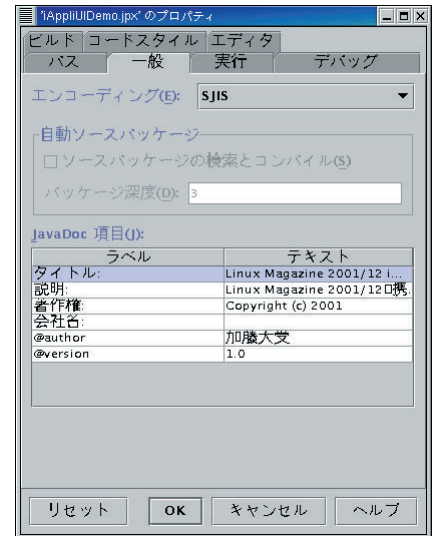 "iAppliUIDemo.jpx" のプロパティ
ビルド コードスタイル エディタ
パス 一般 実行 デバッグ
エンコーディング(E): SJIS
自動ソースパッケージ
ソースパッケージの検索とコンパイル(S)
パッケージ深度(D): 3
JavaDoc 項目(J):
ラベル テキスト
タイトル: Linux Magazine 2001/12 i...
説明: Linux Magazine 2001/12□携.
著作権: Copyright (c) 2001
会社名:
@author 加藤大受
@version 1.0
リセット OK キャンセル ヘルプ